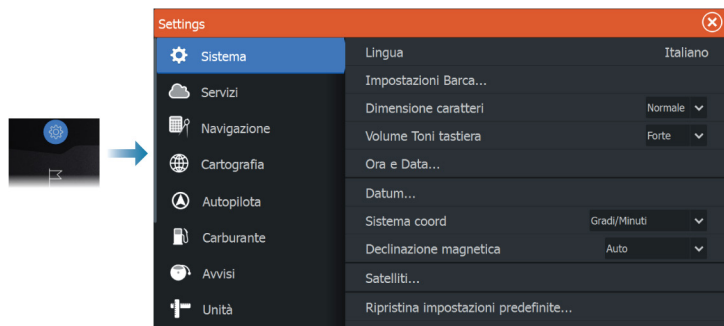 Settings
Sistema
Servizi
Navigazione
Cartografia
Autopilota
Carburante
Avvisi
Unità
Lingua Italiano
Impostazioni Barca...
Dimensione caratteri Normale
Volume Toni tastiera Forte
Ora e Data...
Datum...
Sistema coord Gradi/Minuti
Declinazione magnetica Auto
Satelliti...
Ripristina impostazioni predefinite...